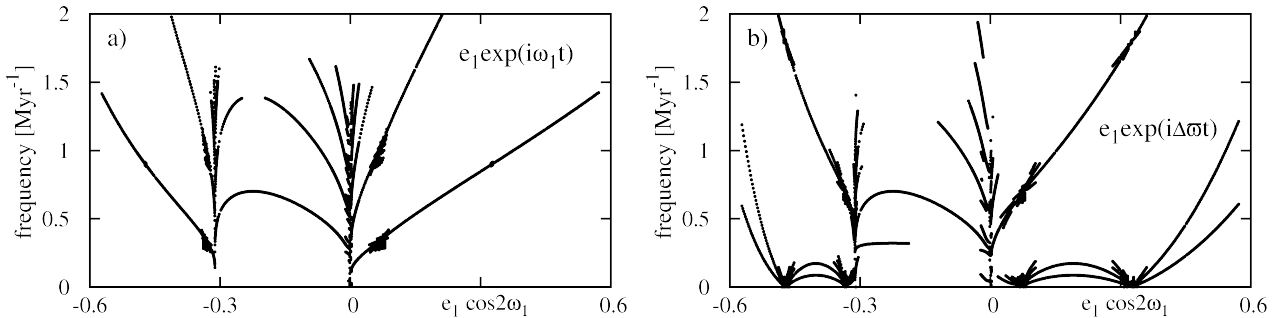 a)
e₁exp(iω₁t)
frequency [Myr⁻¹]
2
1.5
1
0.5
0
-0.6
-0.3
0
e₁ cos2ω₁
0.6
b)
e₁exp(iΔϖt)
frequency [Myr⁻¹]
2
1.5
1
0.5
0
-0.6
-0.3
0
e₁ cos2ω₁
0.6